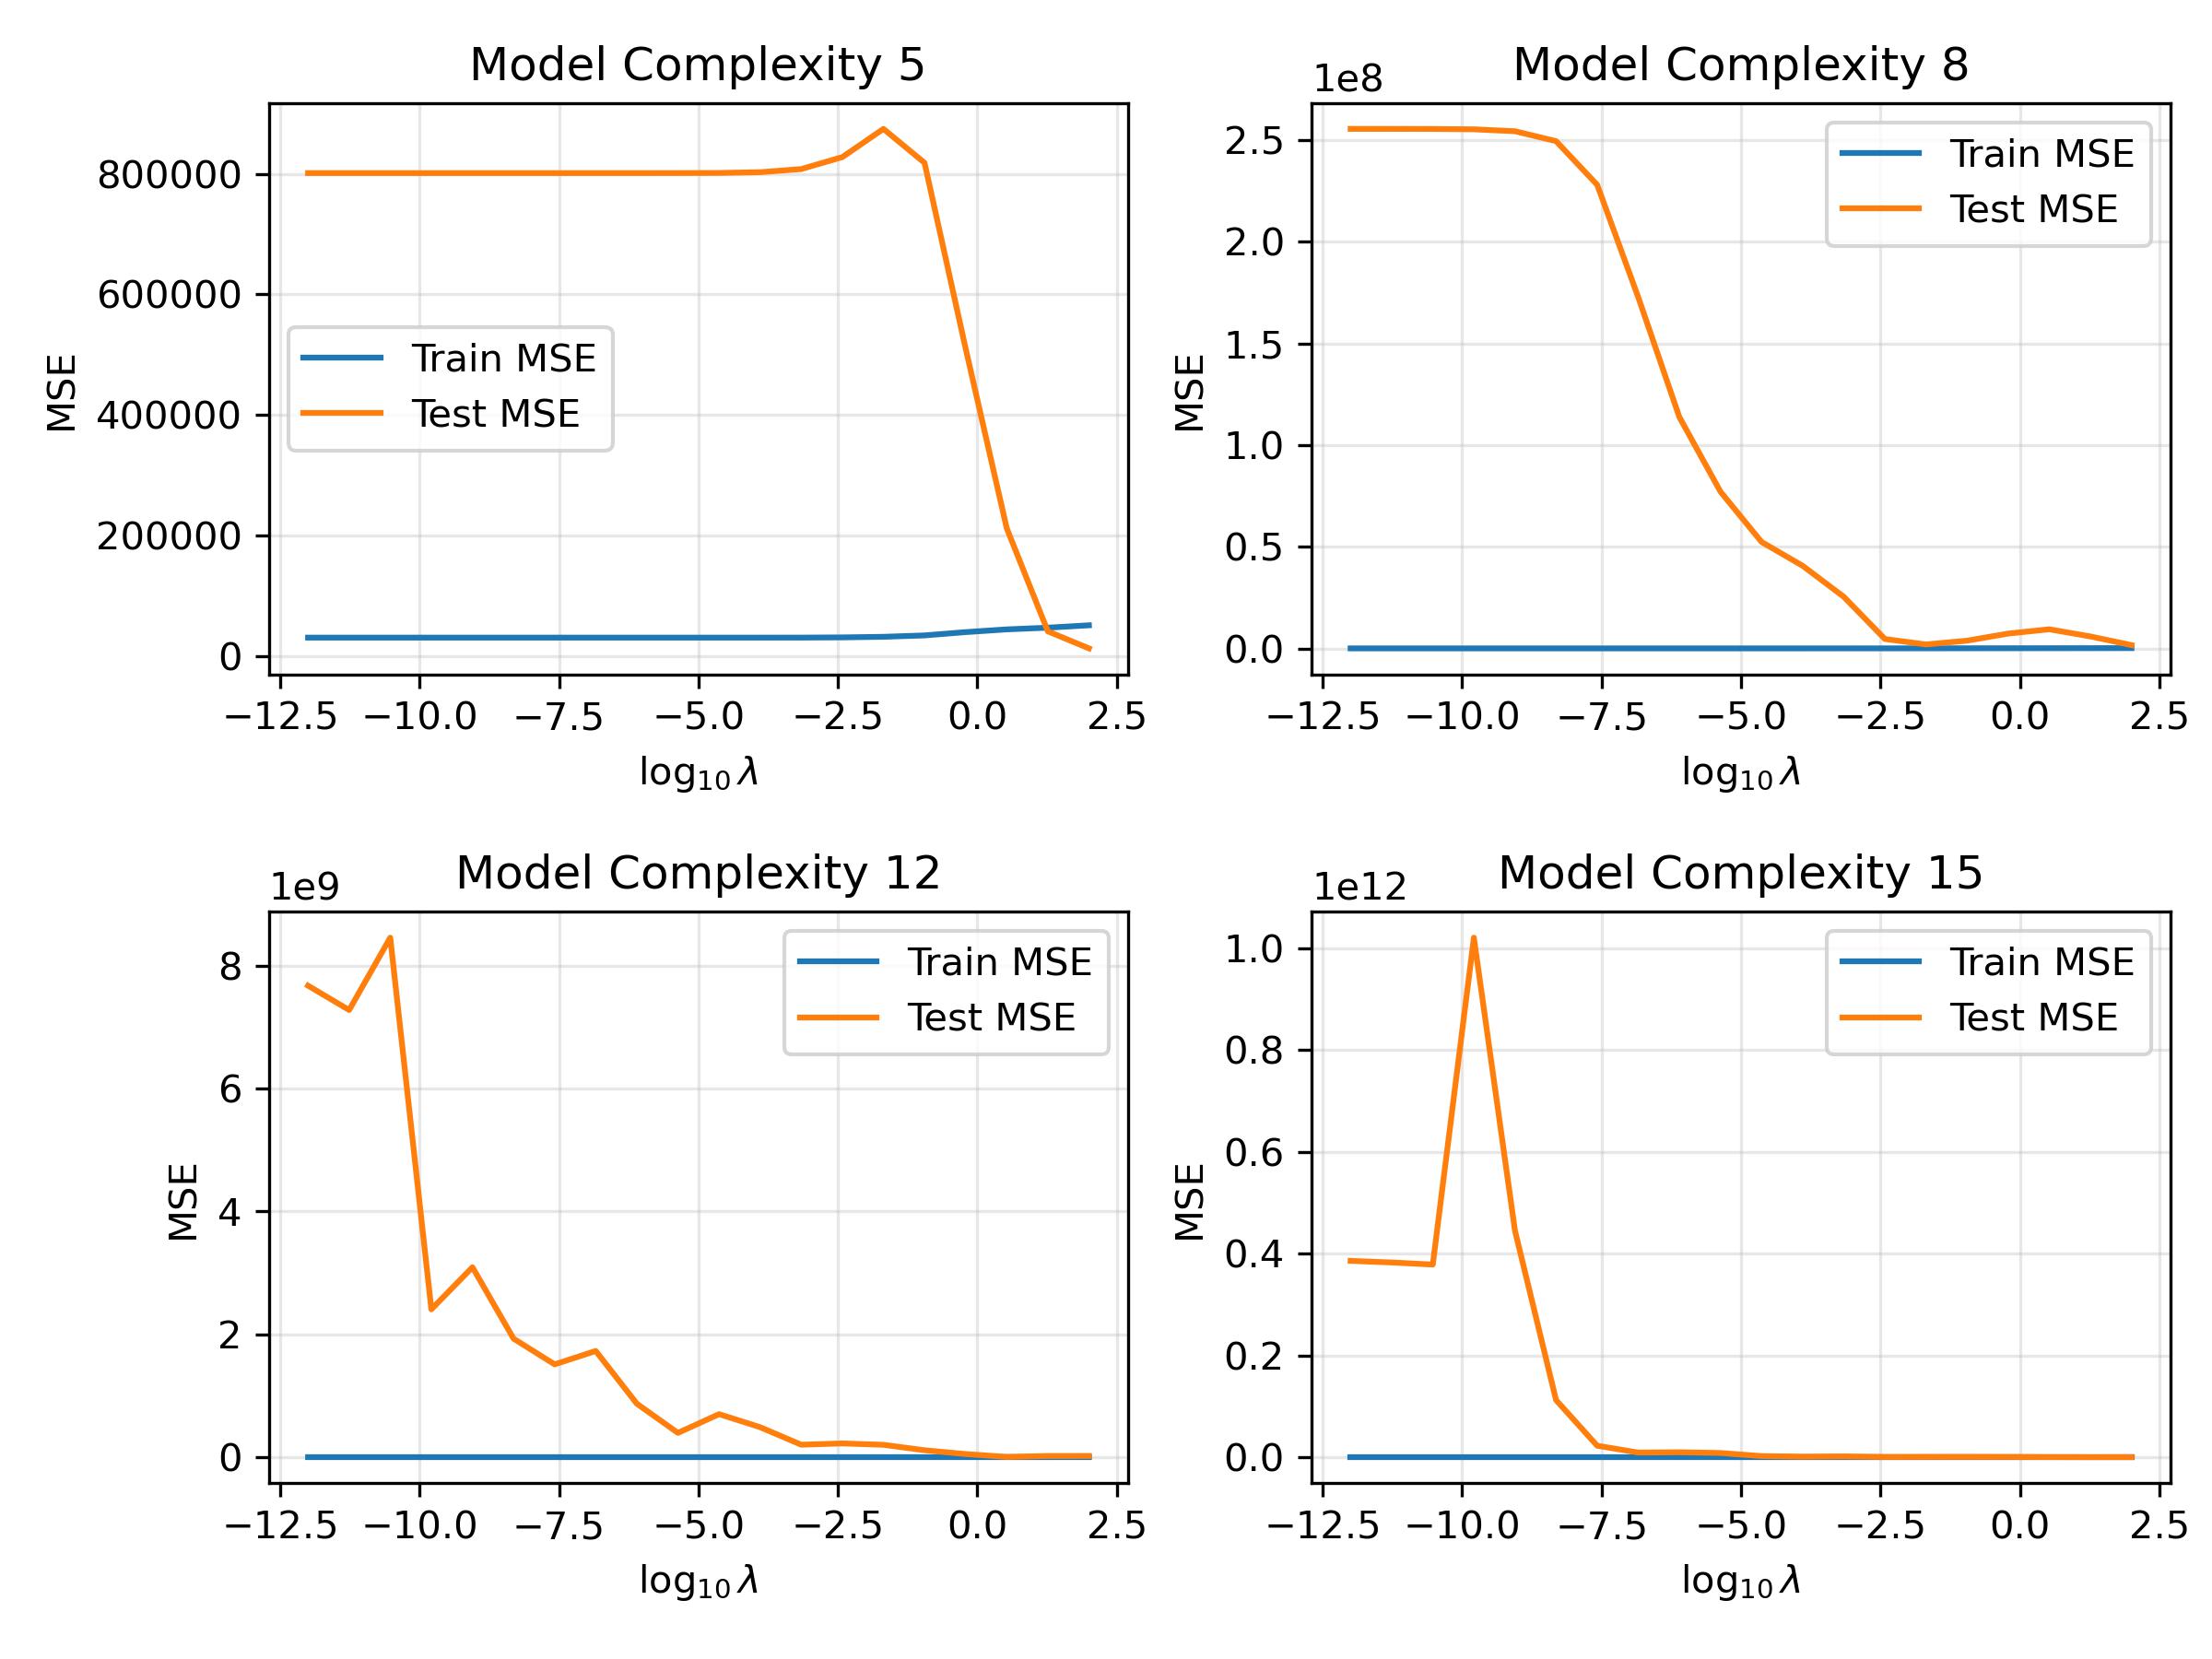 Model Complexity 5
800000
600000
400000
200000
0
MSE
Train MSE
Test MSE
−12.5 −10.0 −7.5 −5.0 −2.5 0.0 2.5
log₁₀ λ
Model Complexity 8
1e8
2.5
2.0
1.5
1.0
0.5
0.0
MSE
Train MSE
Test MSE
−12.5 −10.0 −7.5 −5.0 −2.5 0.0 2.5
log₁₀ λ
Model Complexity 12
1e9
8
6
4
2
0
MSE
Train MSE
Test MSE
−12.5 −10.0 −7.5 −5.0 −2.5 0.0 2.5
log₁₀ λ
Model Complexity 15
1e12
1.0
0.8
0.6
0.4
0.2
0.0
MSE
Train MSE
Test MSE
−12.5 −10.0 −7.5 −5.0 −2.5 0.0 2.5
log₁₀ λ